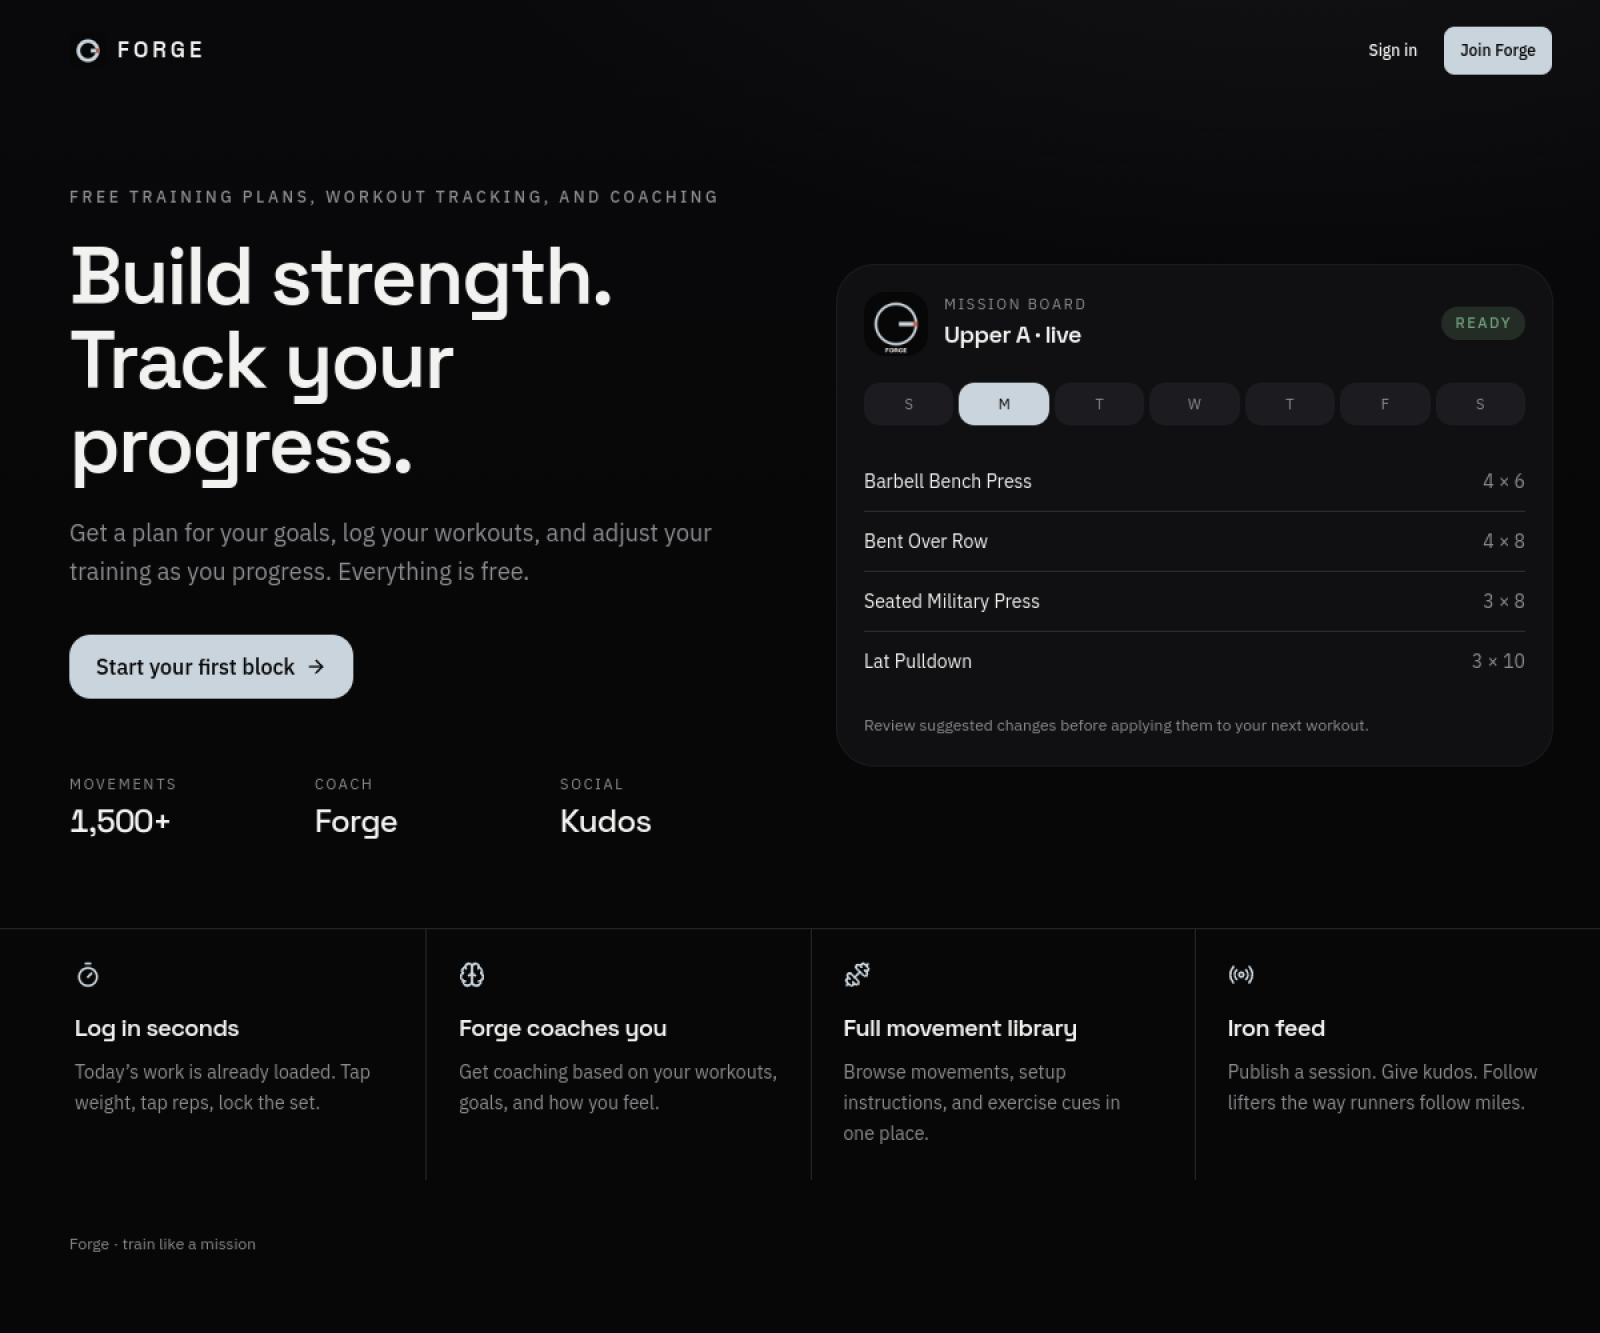 FORGE
Sign in
Join Forge
FREE TRAINING PLANS, WORKOUT TRACKING, AND COACHING
Build strength.
Track your
progress.
Get a plan for your goals, log your workouts, and adjust your
training as you progress. Everything is free.
Start your first block →
MOVEMENTS
1,500+
COACH
Forge
SOCIAL
Kudos
FORGE
MISSION BOARD
Upper A · live
READY
S M T W T F S
Barbell Bench Press 4 × 6
Bent Over Row 4 × 8
Seated Military Press 3 × 8
Lat Pulldown 3 × 10
Review suggested changes before applying them to your next workout.
Log in seconds
Today’s work is already loaded. Tap
weight, tap reps, lock the set.
Forge coaches you
Get coaching based on your workouts,
goals, and how you feel.
Full movement library
Browse movements, setup
instructions, and exercise cues in
one place.
Iron feed
Publish a session. Give kudos. Follow
lifters the way runners follow miles.
Forge · train like a mission